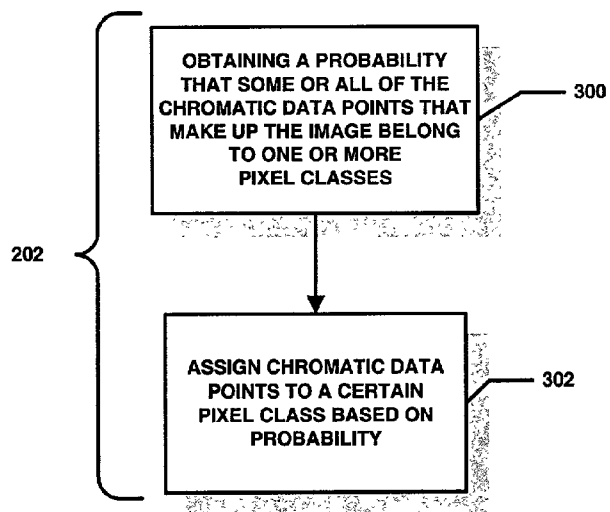 OBTAINING A PROBABILITY
THAT SOME OR ALL OF THE
CHROMATIC DATA POINTS THAT
MAKE UP THE IMAGE BELONG
TO ONE OR MORE
PIXEL CLASSES
300
202
ASSIGN CHROMATIC DATA
POINTS TO A CERTAIN
PIXEL CLASS BASED ON
PROBABILITY
302